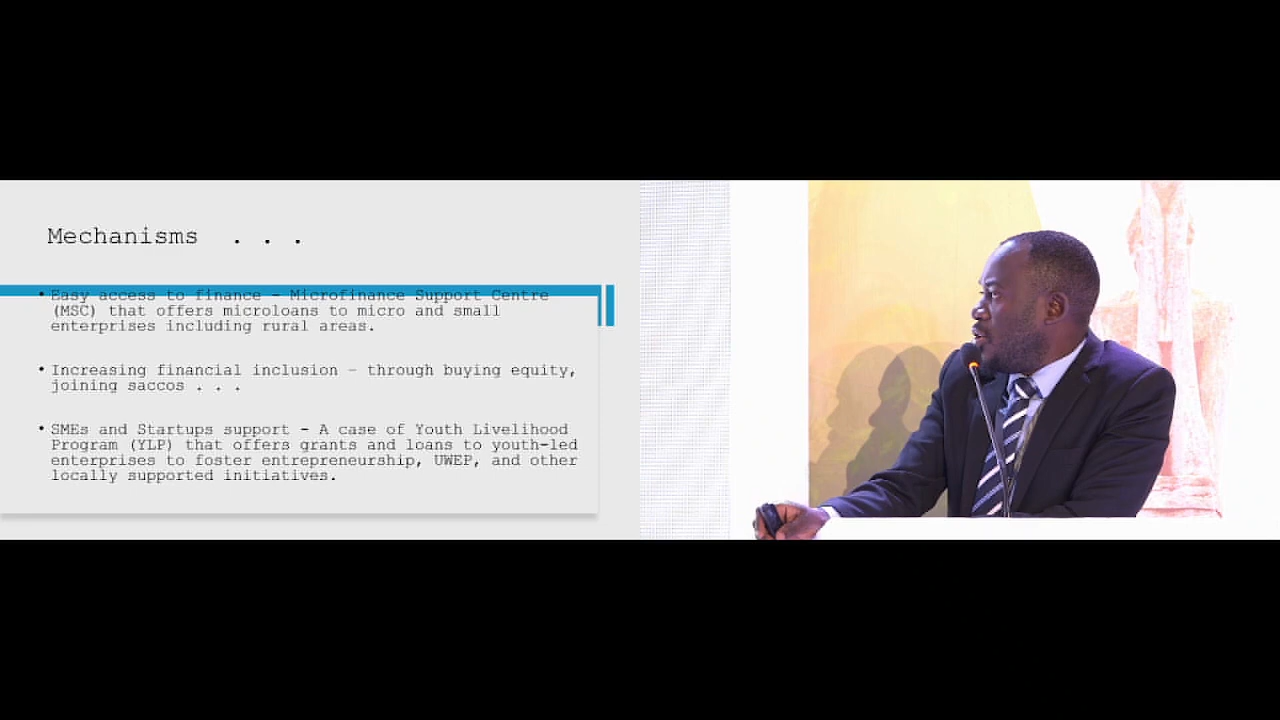 Mechanisms . . .
• Easy access to finance – Microfinance Support Centre
(MSC) that offers microloans to micro and small
enterprises including rural areas.
• Increasing financial inclusion – through buying equity,
joining saccos . . .
• SMEs and Startups support - A case of Youth Livelihood
Program (YLP) that offers grants and loans to youth-led
enterprises to foster entrepreneurship, UWEP, and other
locally supported initiatives.